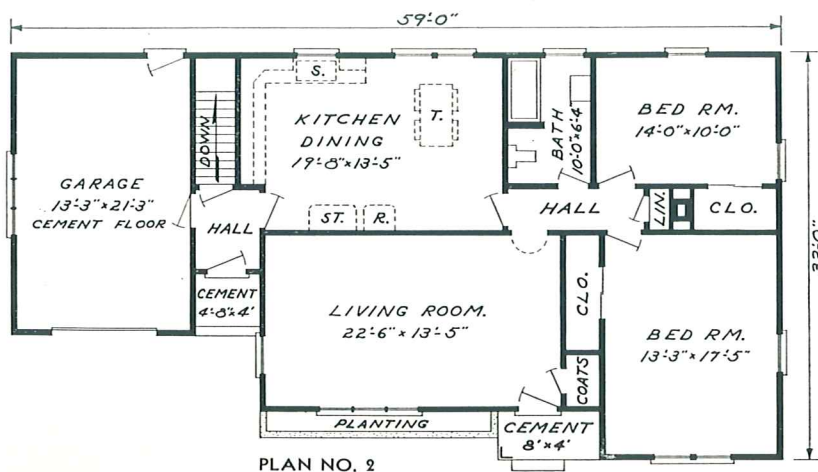 59'-0"
S.
T.
KITCHEN
DINING
19'-8"x13'-5"
DOWN
BATH
10'-0"x6'-4
BED RM.
14'-0"x10'-0"
GARAGE
13'-3"x21'-3"
CEMENT FLOOR
HALL
ST.
R.
HALL
LIN.
CLO.
CEMENT
4'-8"x4'
LIVING ROOM.
22'-6"x13'-5"
CLO.
COATS
BED RM.
13'-3"x17'-5"
PLANTING
CEMENT
8'x4'
PLAN NO. 2